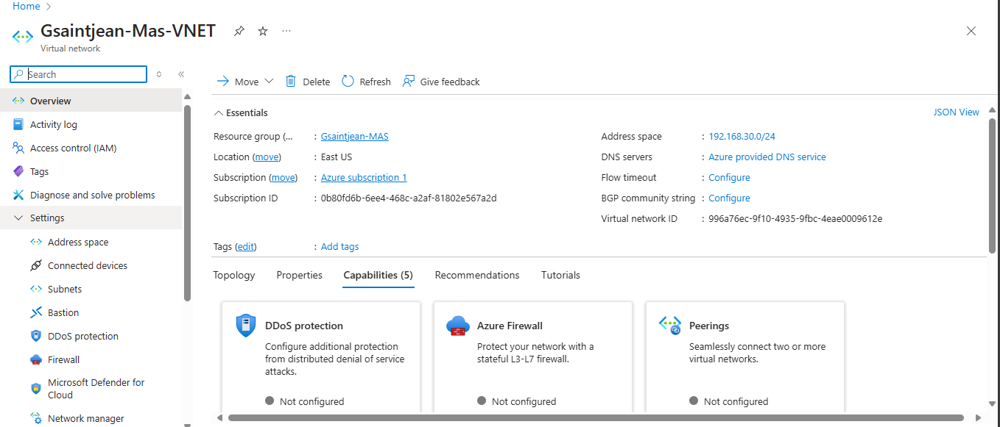 Home >
Gsaintjean-Mas-VNET ...
Virtual network
Search
Overview
Activity log
Access control (IAM)
Tags
Diagnose and solve problems
Settings
Address space
Connected devices
Subnets
Bastion
DDoS protection
Firewall
Microsoft Defender for
Cloud
Network manager
Move Delete Refresh Give feedback
Essentials JSON View
Resource group (... : Gsaintjean-MAS
Location (move) : East US
Subscription (move) : Azure subscription 1
Subscription ID : 0b80fd6b-6ee4-468c-a2af-81802e567a2d
Address space : 192.168.30.0/24
DNS servers : Azure provided DNS service
Flow timeout : Configure
BGP community string : Configure
Virtual network ID : 996a76ec-9f10-4935-9fbc-4eae0009612e
Tags (edit) : Add tags
Topology Properties Capabilities (5) Recommendations Tutorials
DDoS protection
Configure additional protection
from distributed denial of service
attacks.
Not configured
Azure Firewall
Protect your network with a
stateful L3-L7 firewall.
Not configured
Peerings
Seamlessly connect two or more
virtual networks.
Not configured